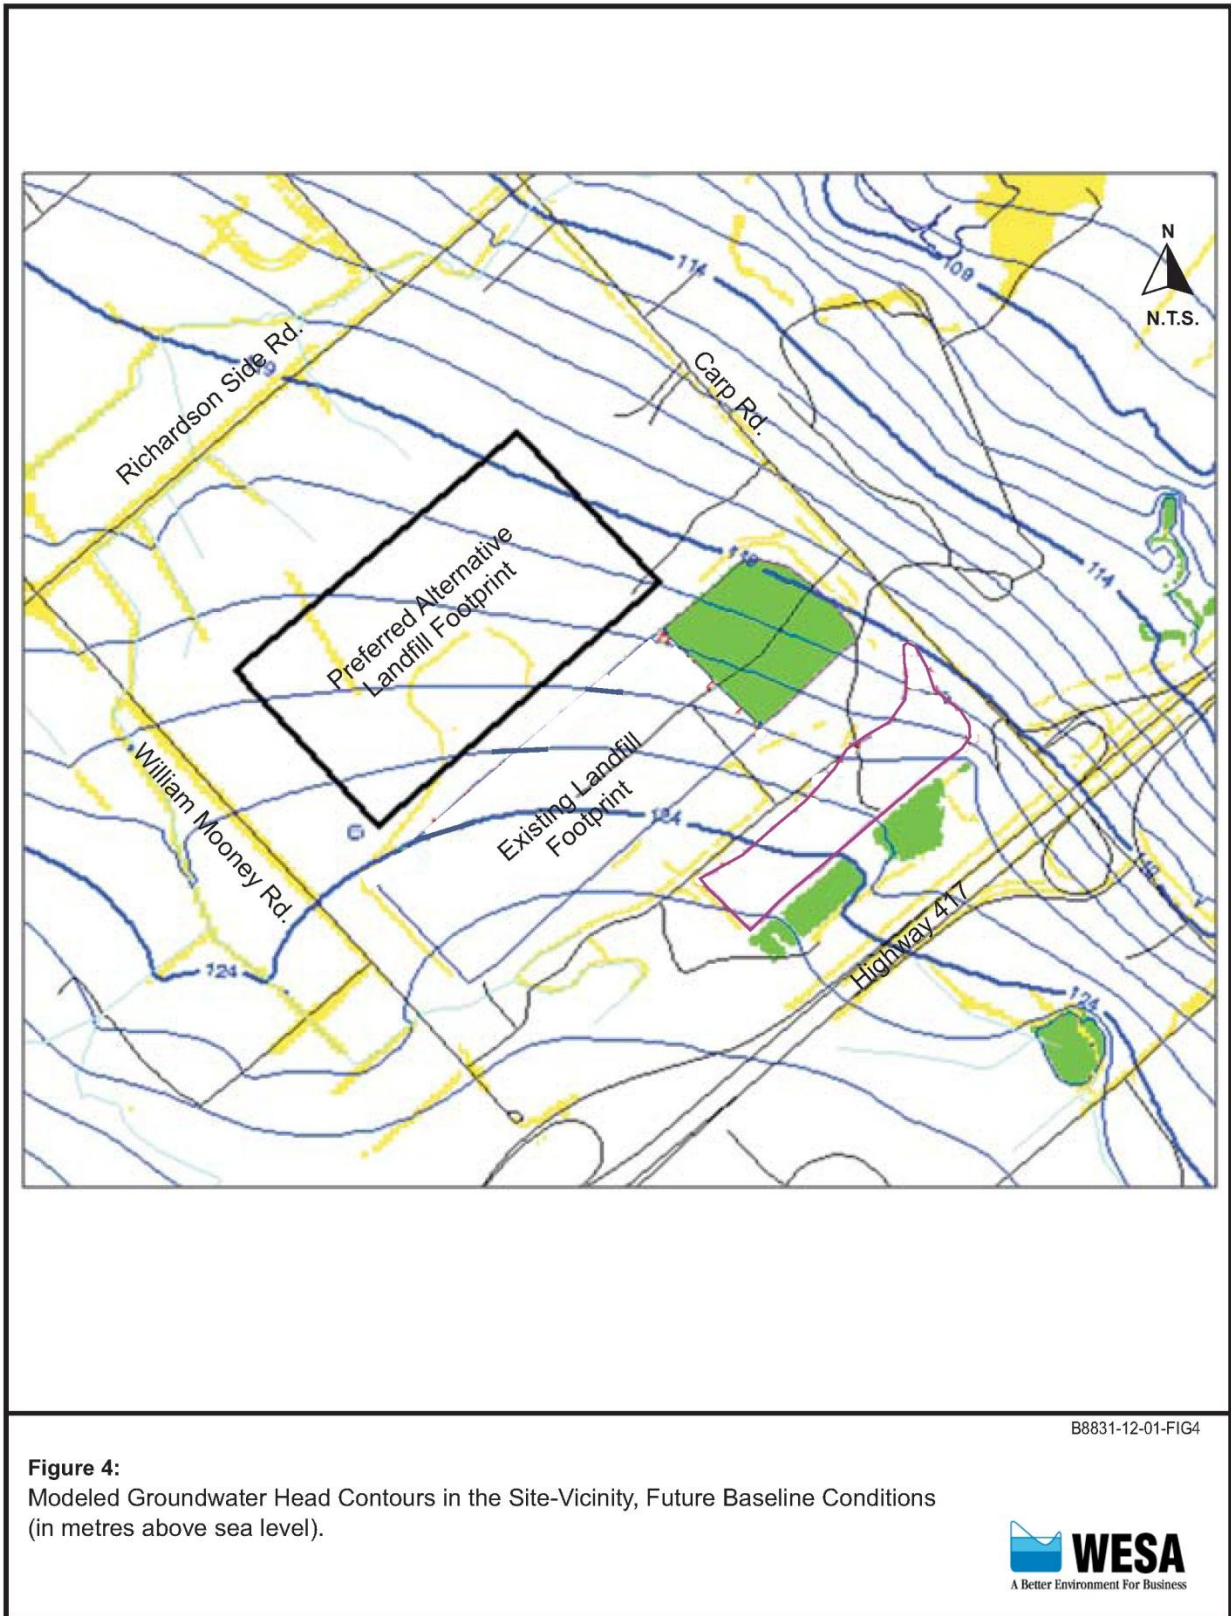 114
109
N
N.T.S.
Carp Rd.
Richardson Side Rd.
Preferred Alternative
Landfill Footprint
114
William Mooney Rd.
Existing Landfill
Footprint
124
Highway 417
124
124
B8831-12-01-FIG4
Figure 4:
Modeled Groundwater Head Contours in the Site-Vicinity, Future Baseline Conditions
(in metres above sea level).
WESA
A Better Environment For Business